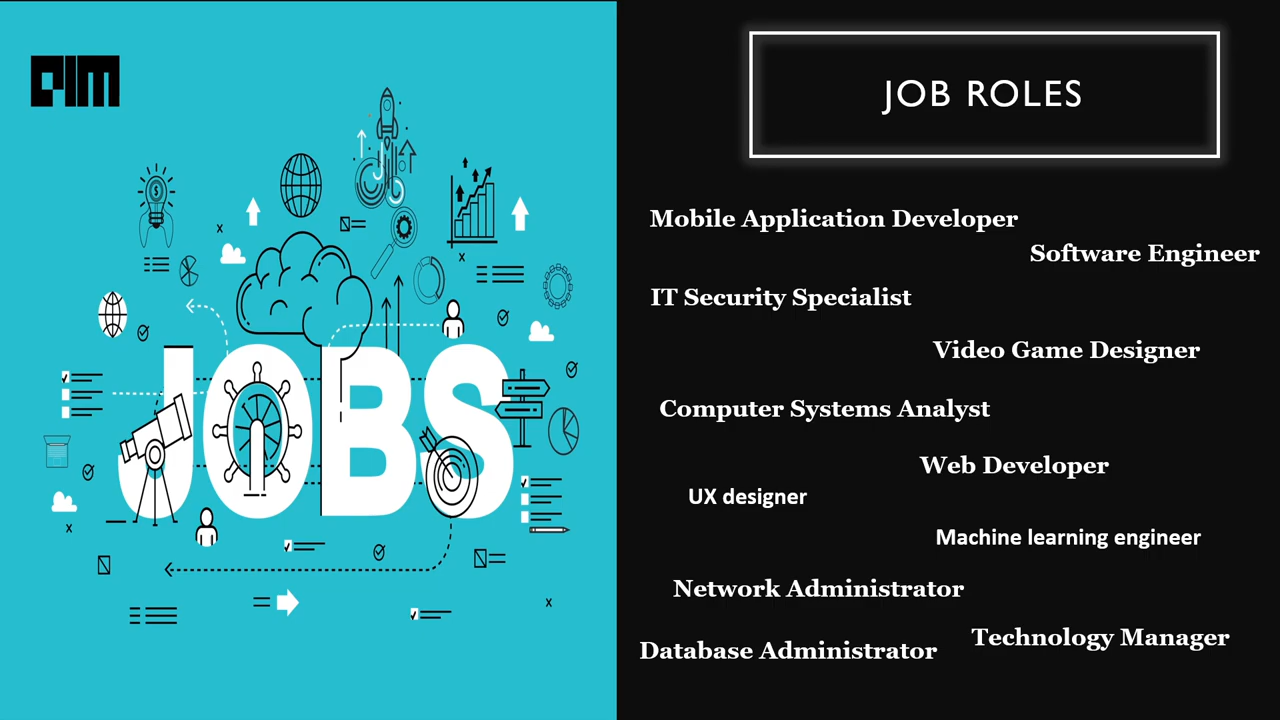 AIM
JOBS
JOB ROLES
Mobile Application Developer
Software Engineer
IT Security Specialist
Video Game Designer
Computer Systems Analyst
Web Developer
UX designer
Machine learning engineer
Network Administrator
Technology Manager
Database Administrator